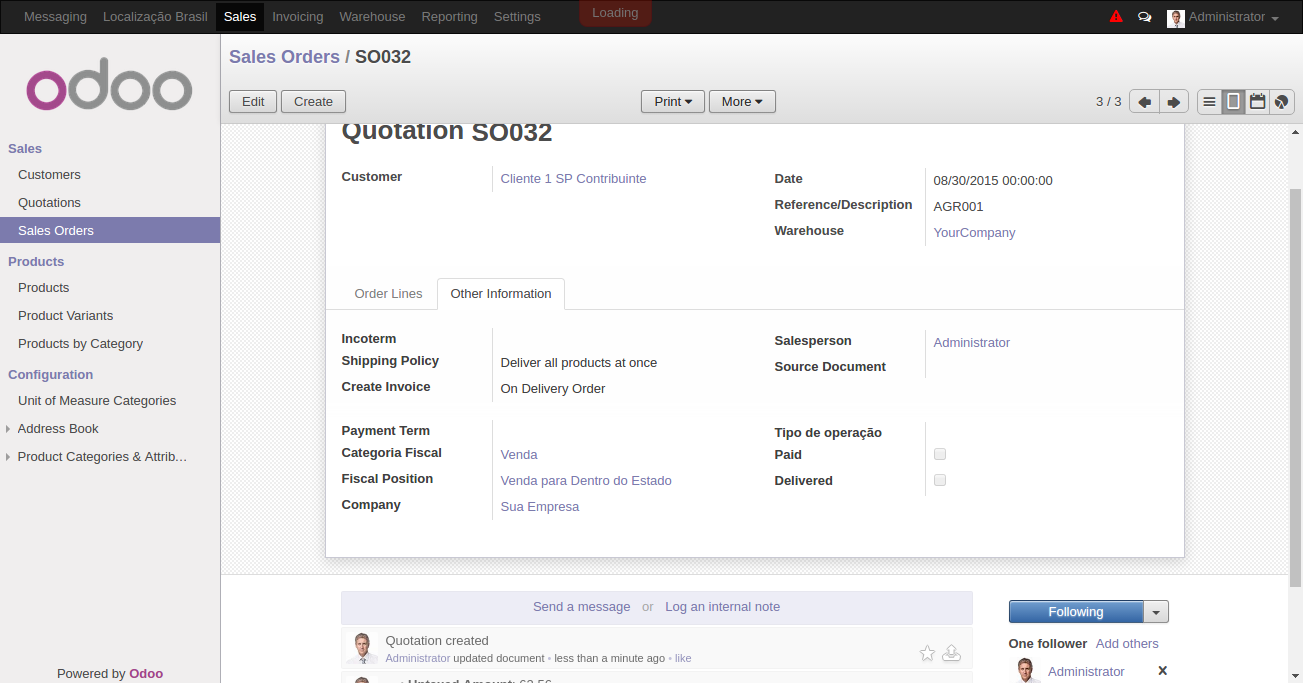 Messaging Localização Brasil Sales Invoicing Warehouse Reporting Settings Loading Administrator
odoo
Sales
Customers
Quotations
Sales Orders
Products
Products
Product Variants
Products by Category
Configuration
Unit of Measure Categories
Address Book
Product Categories & Attrib...
Powered by Odoo
Sales Orders / SO032
Edit Create Print More 3 / 3
Quotation SO032
Customer Cliente 1 SP Contribuinte
Date 08/30/2015 00:00:00
Reference/Description AGR001
Warehouse YourCompany
Order Lines Other Information
Incoterm
Shipping Policy Deliver all products at once
Create Invoice On Delivery Order
Salesperson Administrator
Source Document
Payment Term
Categoria Fiscal Venda
Fiscal Position Venda para Dentro do Estado
Company Sua Empresa
Tipo de operação
Paid
Delivered
Send a message or Log an internal note
Quotation created
Administrator updated document • less than a minute ago • like
Untaxed Amount: 62.56
Following
One follower Add others
Administrator x